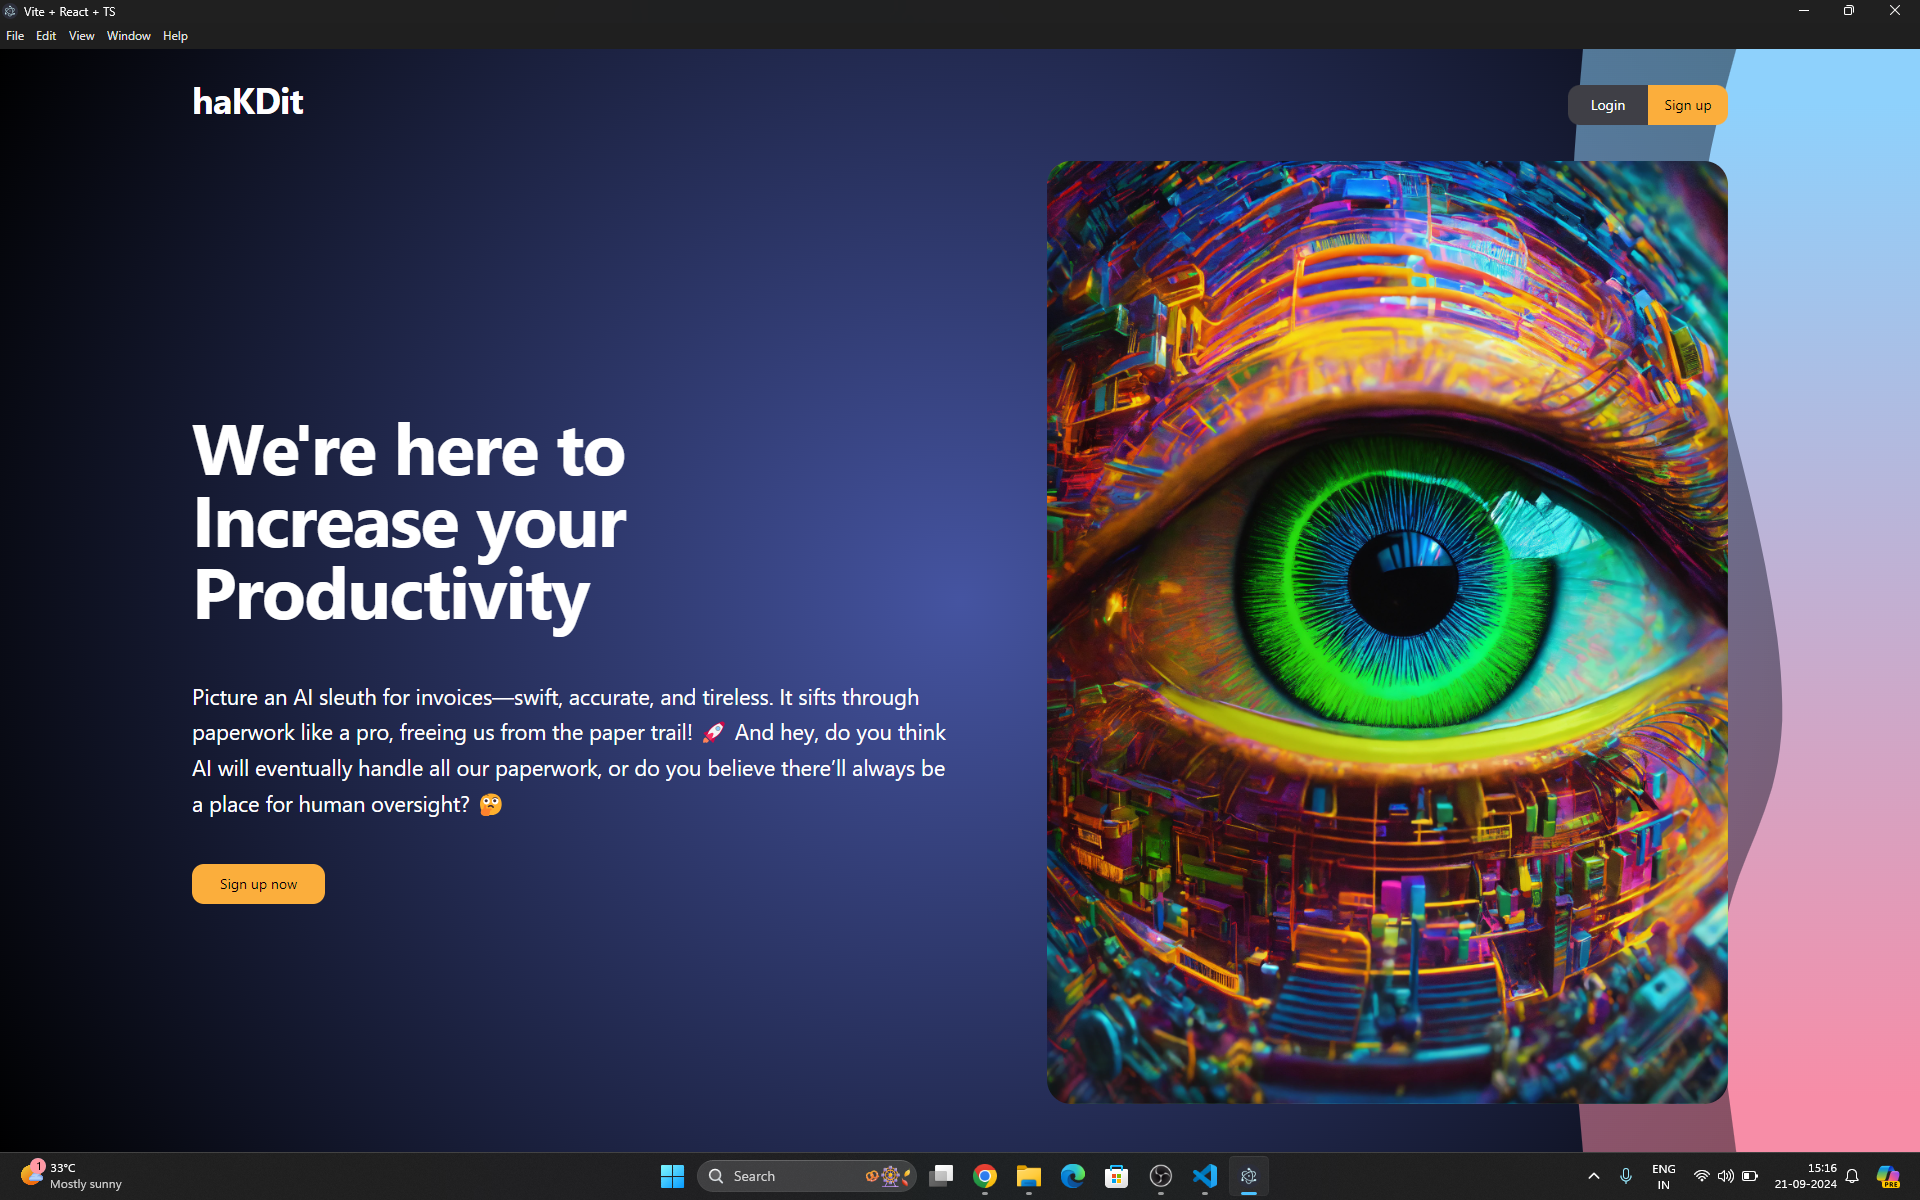 Vite + React + TS
File Edit View Window Help
haKDit
Login Sign up
We're here to
Increase your
Productivity
Picture an AI sleuth for invoices—swift, accurate, and tireless. It sifts through
paperwork like a pro, freeing us from the paper trail! 🚀 And hey, do you think
AI will eventually handle all our paperwork, or do you believe there’ll always be
a place for human oversight? 🤔
Sign up now
1
33°C
Mostly sunny
Search
ENG
IN
15:16
21-09-2024
PRE